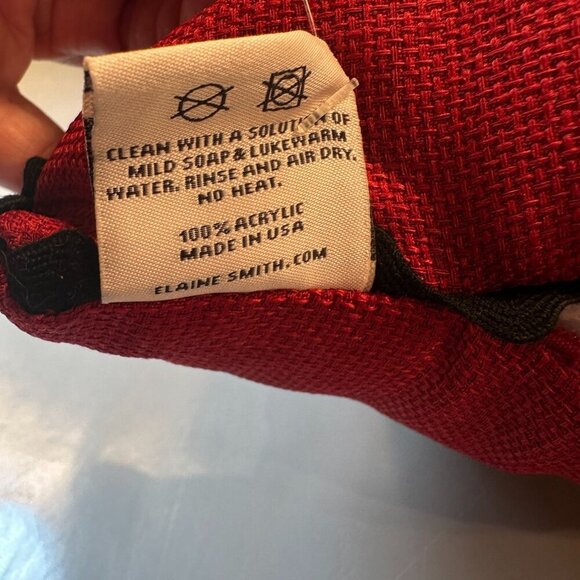 CLEAN WITH A SOLUTION OF
MILD SOAP & LUKEWARM
WATER. RINSE AND AIR DRY.
NO HEAT.
100% ACRYLIC
MADE IN USA
ELAINE SMITH.COM